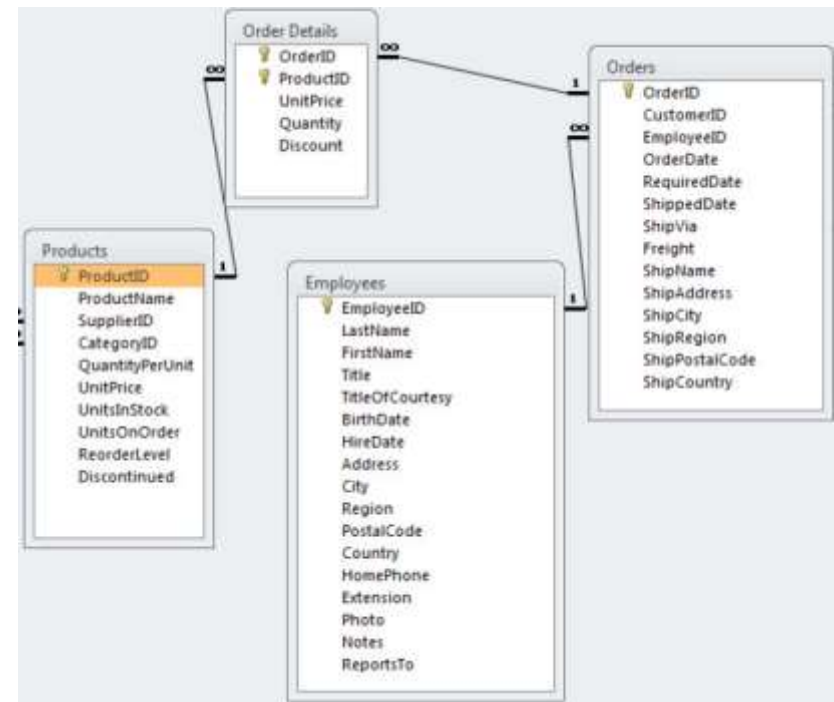 Order Details
OrderID
ProductID
UnitPrice
Quantity
Discount
∞
∞
1
Orders
OrderID
CustomerID
EmployeeID
OrderDate
RequiredDate
ShippedDate
ShipVia
Freight
ShipName
ShipAddress
ShipCity
ShipRegion
ShipPostalCode
ShipCountry
∞
1
Products
ProductID
ProductName
SupplierID
CategoryID
QuantityPerUnit
UnitPrice
UnitsInStock
UnitsOnOrder
ReorderLevel
Discontinued
1
Employees
EmployeeID
LastName
FirstName
Title
TitleOfCourtesy
BirthDate
HireDate
Address
City
Region
PostalCode
Country
HomePhone
Extension
Photo
Notes
ReportsTo